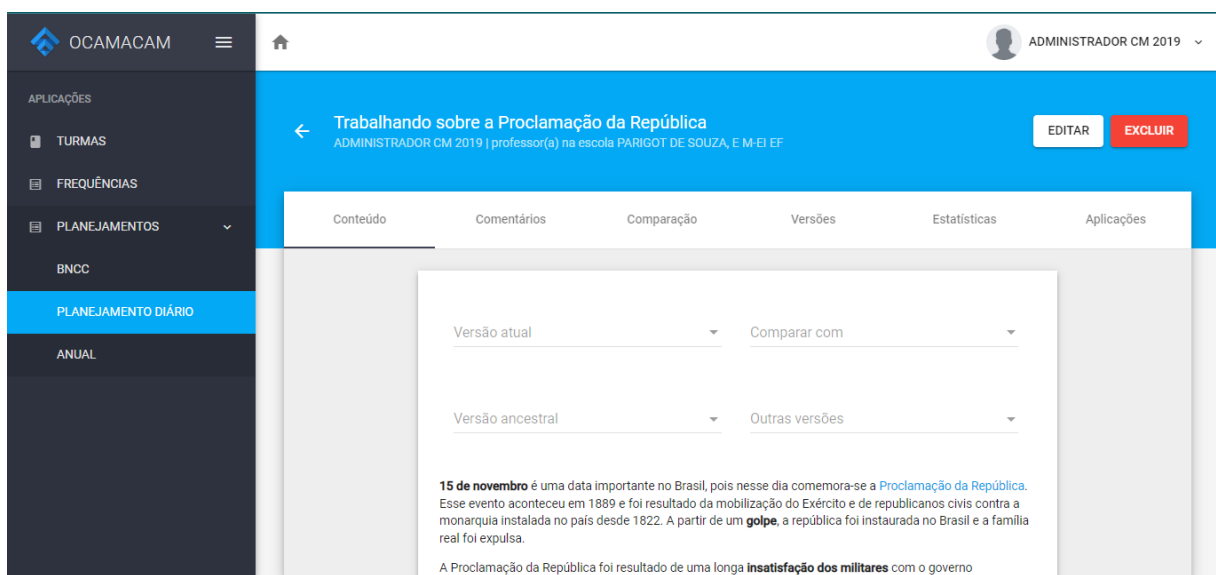 OCAMACAM
ADMINISTRADOR CM 2019
APLICAÇÕES
TURMAS
FREQUÊNCIAS
PLANEJAMENTOS
BNCC
PLANEJAMENTO DIÁRIO
ANUAL
Trabalhando sobre a Proclamação da República
ADMINISTRADOR CM 2019 | professor(a) na escola PARIGOT DE SOUZA, E M-EI EF
EDITAR
EXCLUIR
Conteúdo
Comentários
Comparação
Versões
Estatísticas
Aplicações
Versão atual
Comparar com
Versão ancestral
Outras versões
15 de novembro é uma data importante no Brasil, pois nesse dia comemora-se a Proclamação da República.
Esse evento aconteceu em 1889 e foi resultado da mobilização do Exército e de republicanos civis contra a
monarquia instalada no país desde 1822. A partir de um golpe, a república foi instaurada no Brasil e a família
real foi expulsa.
A Proclamação da República foi resultado de uma longa insatisfação dos militares com o governo